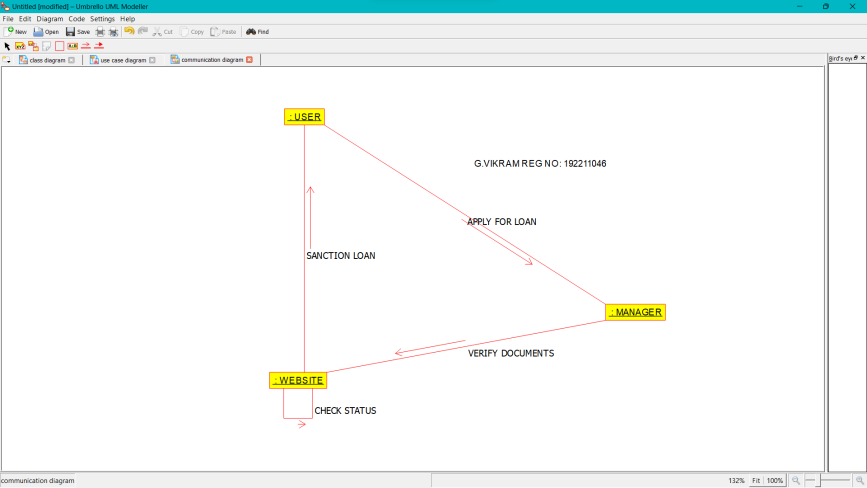 Untitled [modified] – Umbrello UML Modeller
File Edit Diagram Code Settings Help
New Open Save Cut Copy Paste Find
class diagram use case diagram communication diagram
Bird's eye
: USER
G.VIKRAM REG NO: 192211046
APPLY FOR LOAN
SANCTION LOAN
: MANAGER
VERIFY DOCUMENTS
: WEBSITE
CHECK STATUS
communication diagram 132% Fit 100%